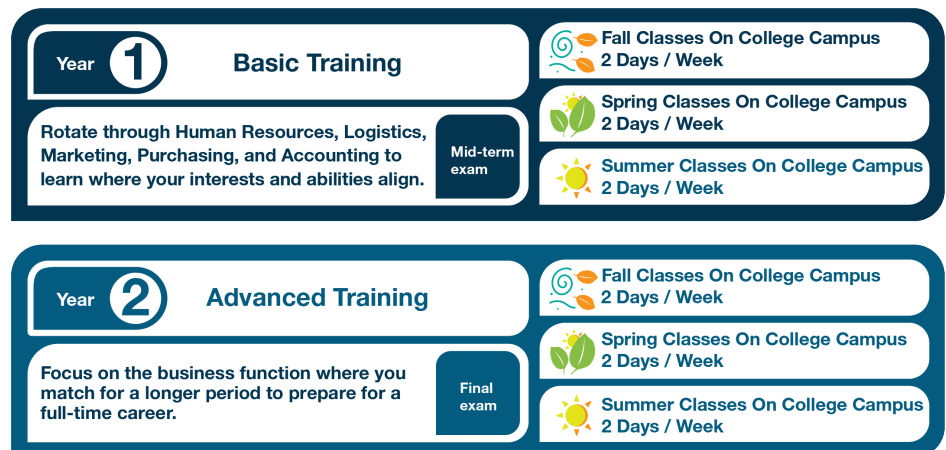 Year 1
Basic Training
Rotate through Human Resources, Logistics,
Marketing, Purchasing, and Accounting to
learn where your interests and abilities align.
Mid-term
exam
Fall Classes On College Campus
2 Days / Week
Spring Classes On College Campus
2 Days / Week
Summer Classes On College Campus
2 Days / Week
Year 2
Advanced Training
Focus on the business function where you
match for a longer period to prepare for a
full-time career.
Final
exam
Fall Classes On College Campus
2 Days / Week
Spring Classes On College Campus
2 Days / Week
Summer Classes On College Campus
2 Days / Week